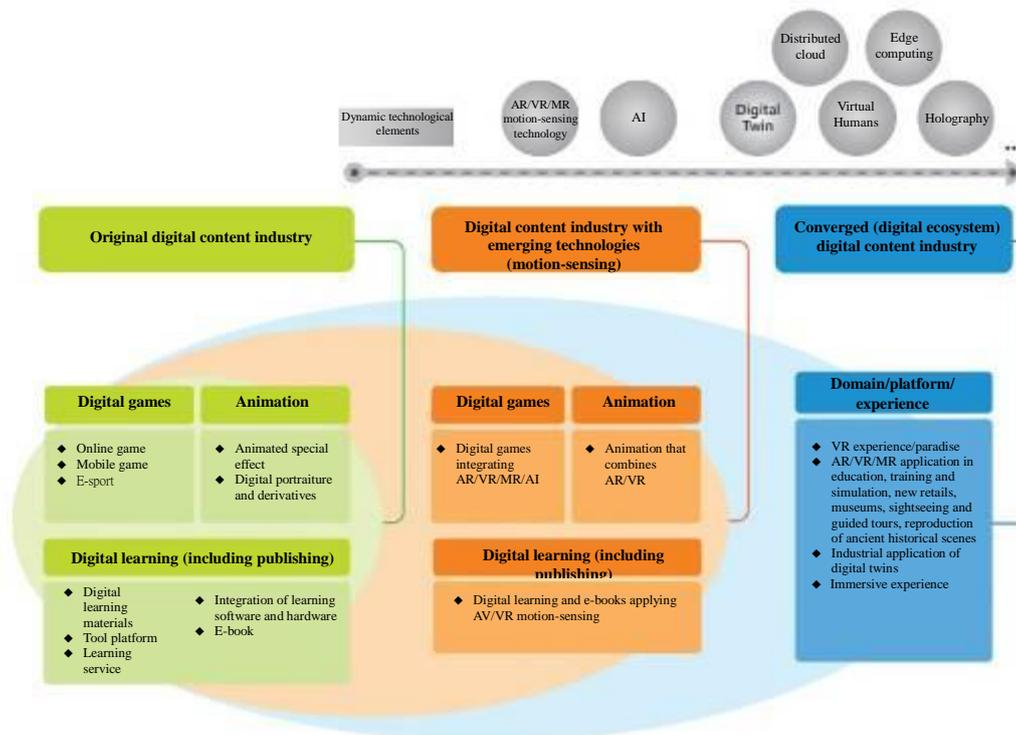 Distributed
cloud
Edge
computing
Dynamic technological
elements
AR/VR/MR
motion-sensing
technology
AI
Digital
Twin
Virtual
Humans
Holography
Original digital content industry
Digital content industry with
emerging technologies
(motion-sensing)
Converged (digital ecosystem)
digital content industry
Digital games
◆ Online game
◆ Mobile game
◆ E-sport
Animation
◆ Animated special
effect
◆ Digital portraiture
and derivatives
Digital learning (including publishing)
◆ Digital
learning
materials
◆ Tool platform
◆ Learning
service
◆ Integration of learning
software and hardware
◆ E-book
Digital games
◆ Digital games
integrating
AR/VR/MR/AI
Animation
◆ Animation that
combines
AR/VR
Digital learning (including
publishing)
◆ Digital learning and e-books applying
AV/VR motion-sensing
Domain/platform/
experience
◆ VR experience/paradise
◆ AR/VR/MR application in
education, training and
simulation, new retails,
museums, sightseeing and
guided tours, reproduction
of ancient historical scenes
◆ Industrial application of
digital twins
◆ Immersive experience